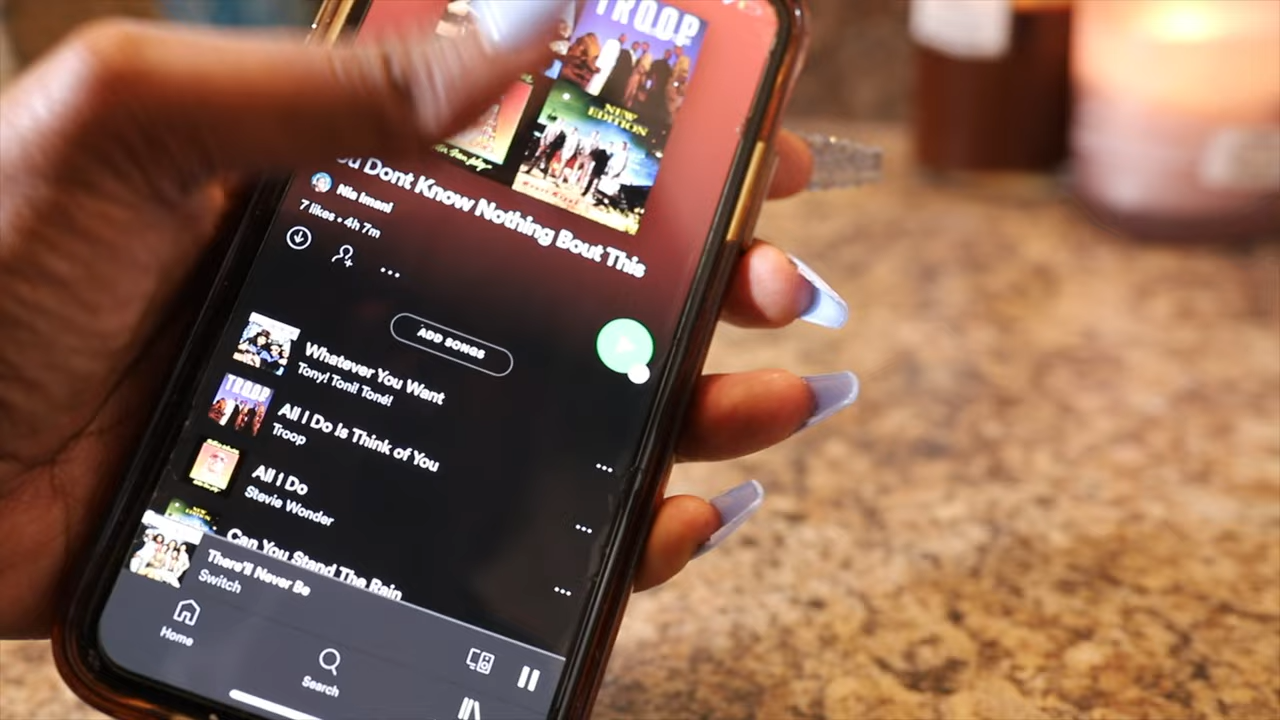 TROOP
NEW
EDITION
You Dont Know Nothing Bout This
Nia Imani
7 likes • 4h 7m
ADD SONGS
Whatever You Want
Tony! Toni! Toné!
TROOP
All I Do Is Think of You
Troop
All I Do
Stevie Wonder
Can You Stand The Rain
There'll Never Be
Switch
Home
Search